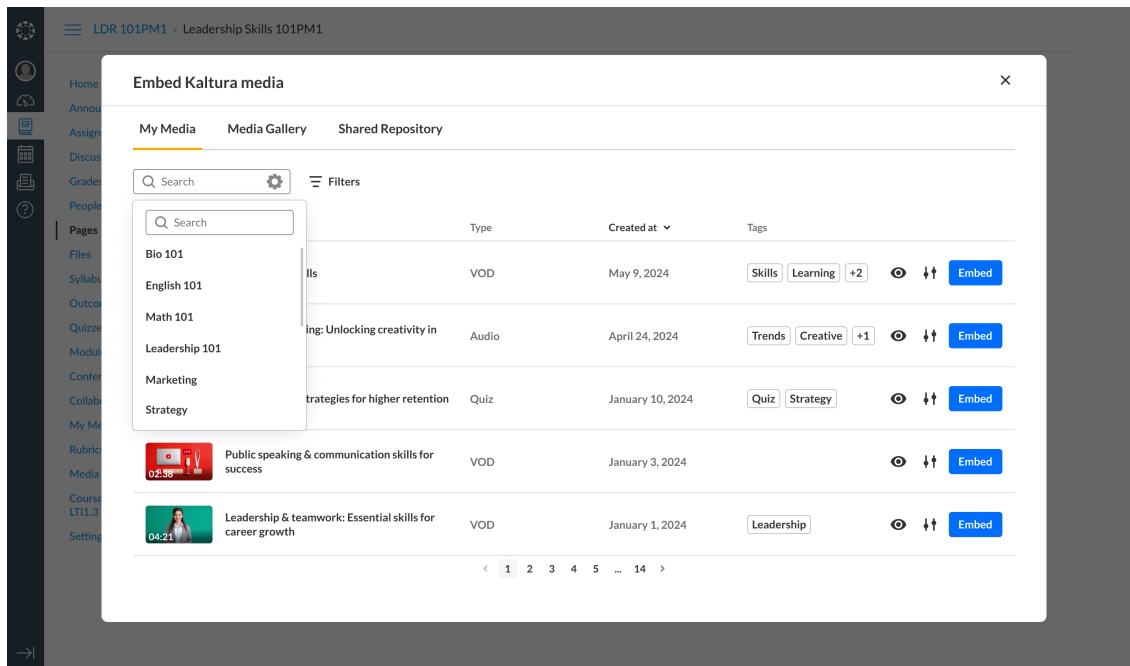 LDR 101PM1 > Leadership Skills 101PM1
Embed Kaltura media
My Media Media Gallery Shared Repository
Search Filters
Search
Bio 101
English 101
Math 101
Leadership 101
Marketing
Strategy
Type Created at Tags
VOD May 9, 2024 Skills Learning +2 Embed
ing: Unlocking creativity in
Audio April 24, 2024 Trends Creative +1 Embed
trategies for higher retention Quiz January 10, 2024 Quiz Strategy Embed
02:38
Public speaking & communication skills for
success
VOD January 3, 2024 Embed
04:21
Leadership & teamwork: Essential skills for
career growth
VOD January 1, 2024 Leadership Embed
< 1 2 3 4 5 ... 14 >
Home
Annou
Assign
Discus
Grades
People
Pages
Files
Syllabu
Outco
Quizze
Modul
Confer
Collab
My Me
Rubric
Media
Course
LTI1.3
Setting